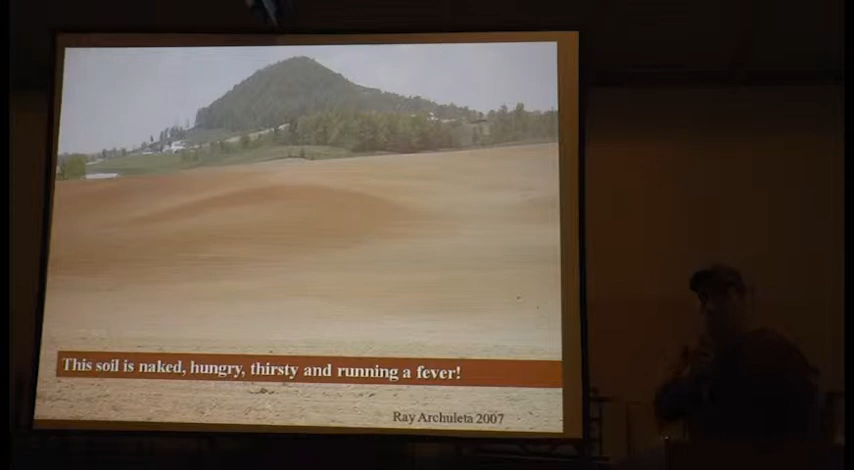 This soil is naked, hungry, thirsty and running a fever!
Ray Archuleta 2007